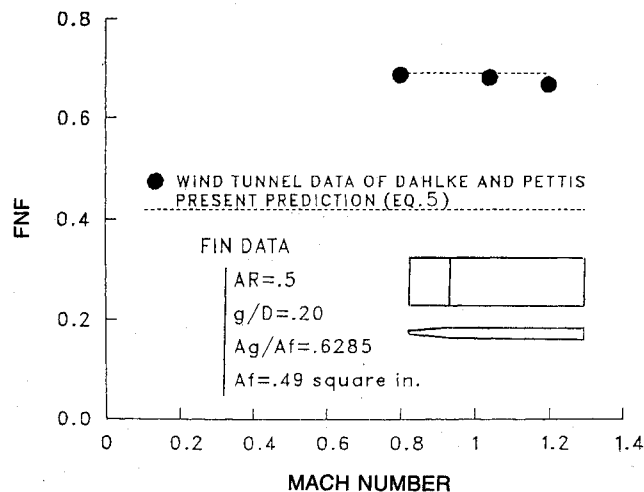 0.8
0.6
0.4
0.2
0.0
FNF
WIND TUNNEL DATA OF DAHLKE AND PETTIS
PRESENT PREDICTION (EQ.5)
FIN DATA
AR=.5
g/D=.20
Ag/Af=.6285
Af=.49 square in.
0 0.2 0.4 0.6 0.8 1 1.2 1.4
MACH NUMBER